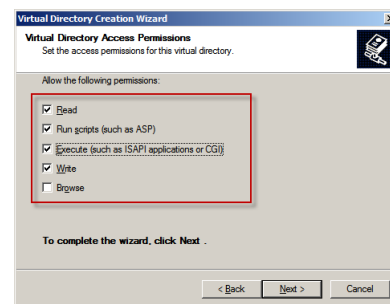 Virtual Directory Creation Wizard
Virtual Directory Access Permissions
Set the access permissions for this virtual directory.
Allow the following permissions:
Read
Run scripts (such as ASP)
Execute (such as ISAPI applications or CGI)
Write
Browse
To complete the wizard, click Next .
< Back Next > Cancel